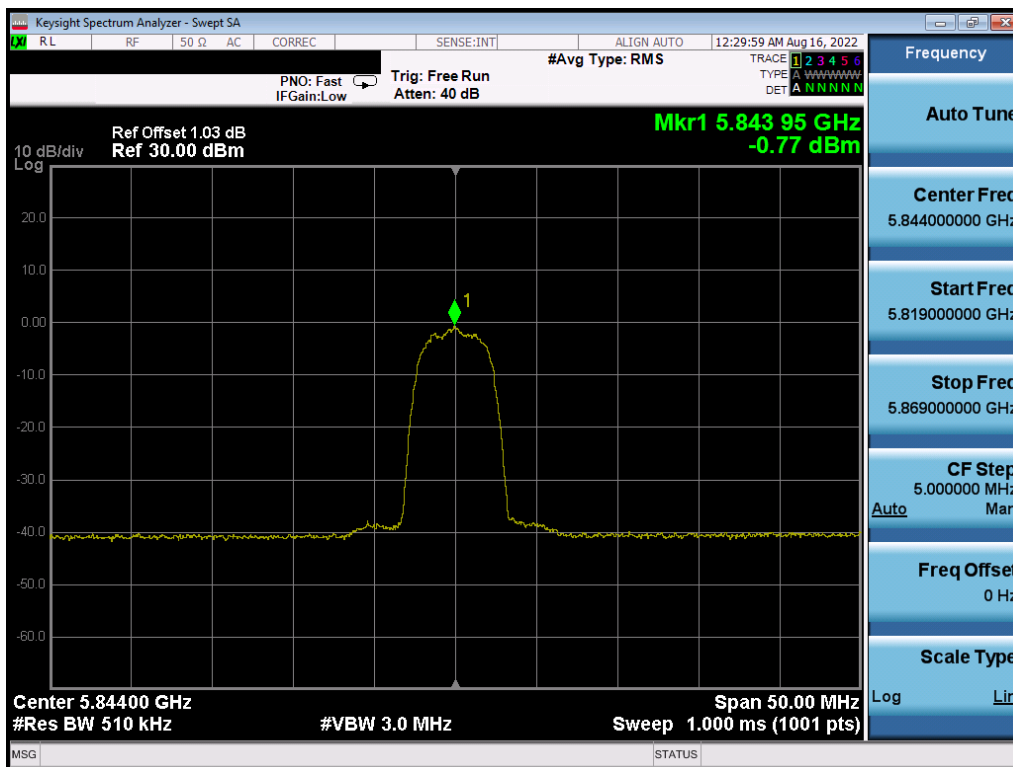 Keysight Spectrum Analyzer - Swept SA
LXI RL RF 50 Ω AC CORREC SENSE:INT ALIGN AUTO 12:29:59 AM Aug 16, 2022
#Avg Type: RMS
TRACE 1 2 3 4 5 6
TYPE A WWWWW
DET A N N N N N
PNO: Fast
IFGain:Low
Trig: Free Run
Atten: 40 dB
Mkr1 5.843 95 GHz
-0.77 dBm
Ref Offset 1.03 dB
Ref 30.00 dBm
10 dB/div
Log
1
20.0
10.0
0.00
-10.0
-20.0
-30.0
-40.0
-50.0
-60.0
Center 5.84400 GHz
Span 50.00 MHz
#Res BW 510 kHz
#VBW 3.0 MHz
Sweep 1.000 ms (1001 pts)
MSG
STATUS
Frequency
Auto Tune
Center Freq
5.844000000 GHz
Start Freq
5.819000000 GHz
Stop Freq
5.869000000 GHz
CF Step
5.000000 MHz
Auto Man
Freq Offset
0 Hz
Scale Type
Log Lin